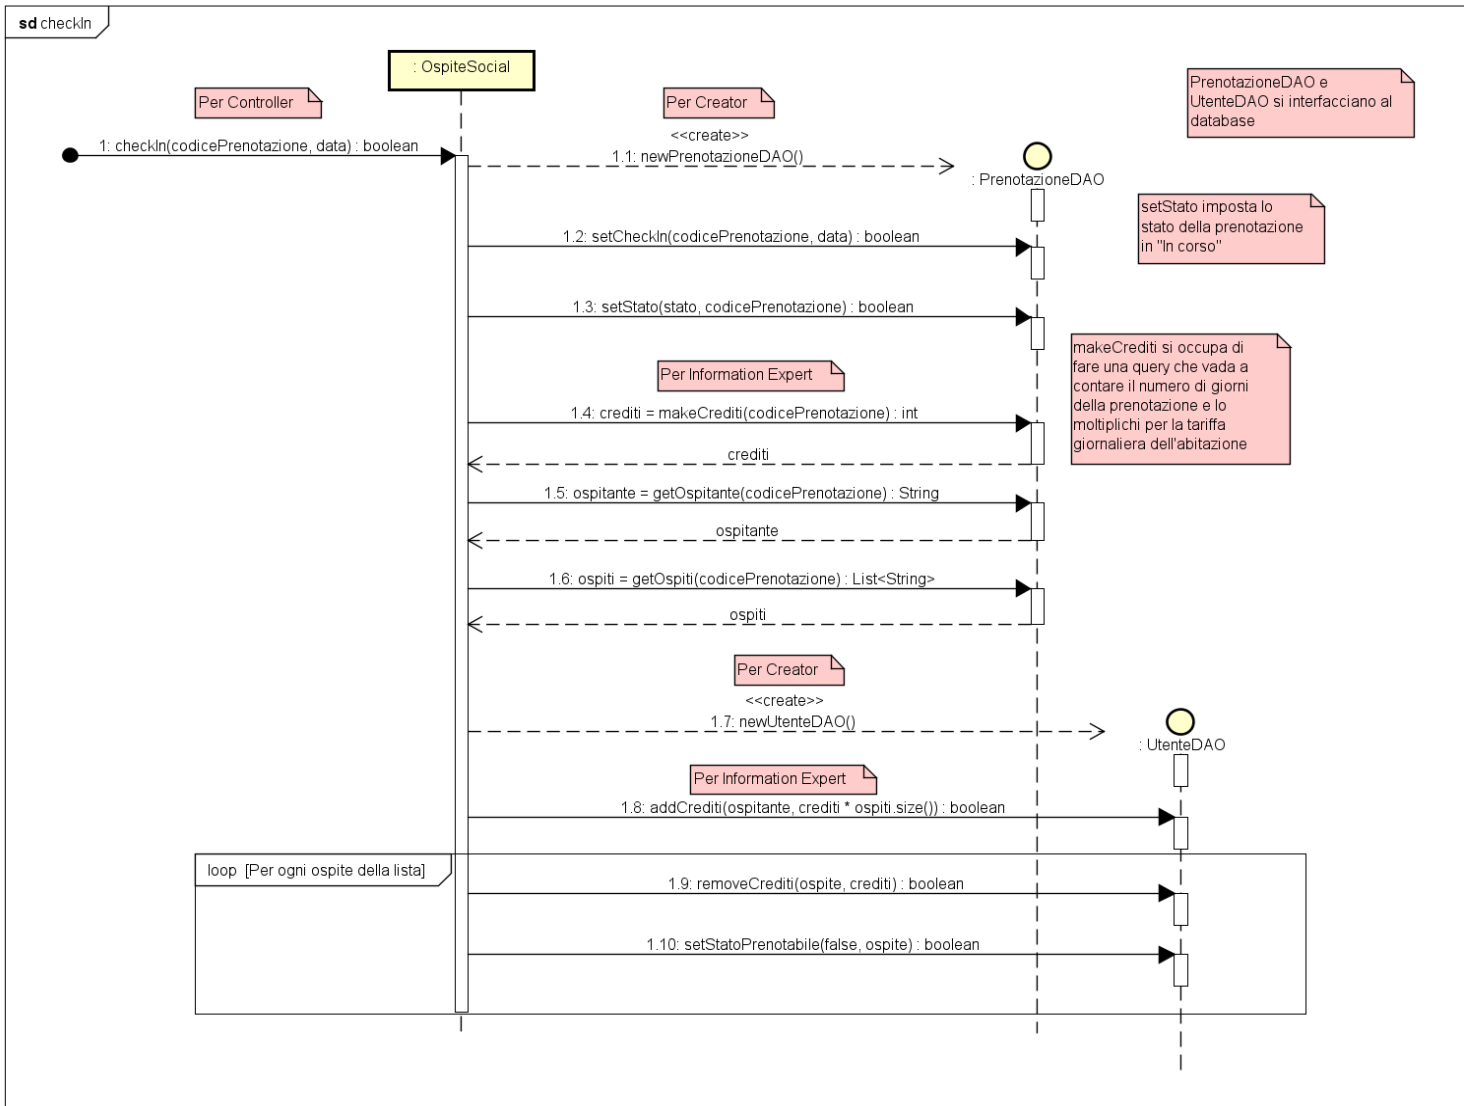 sd checkIn
: OspiteSocial
Per Controller
Per Creator
PrenotazioneDAO e
UtenteDAO si interfacciano al
database
<<create>>
1: checkIn(codicePrenotazione, data) : boolean
1.1: newPrenotazioneDAO()
: PrenotazioneDAO
setStato imposta lo
stato della prenotazione
in "In corso"
1.2: setCheckIn(codicePrenotazione, data) : boolean
1.3: setStato(stato, codicePrenotazione) : boolean
makeCrediti si occupa di
fare una query che vada a
contare il numero di giorni
della prenotazione e lo
moltiplichi per la tariffa
giornaliera dell'abitazione
Per Information Expert
1.4: crediti = makeCrediti(codicePrenotazione) : int
crediti
1.5: ospitante = getOspitante(codicePrenotazione) : String
ospitante
1.6: ospiti = getOspiti(codicePrenotazione) : List<String>
ospiti
Per Creator
<<create>>
1.7: newUtenteDAO()
: UtenteDAO
Per Information Expert
1.8: addCrediti(ospitante, crediti * ospiti.size()) : boolean
loop [Per ogni ospite della lista]
1.9: removeCrediti(ospite, crediti) : boolean
1.10: setStatoPrenotabile(false, ospite) : boolean